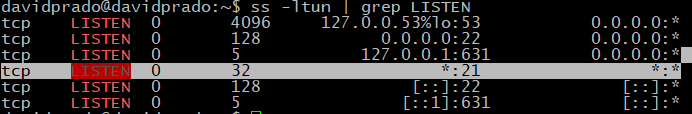 davidprado@davidprado:~$ ss -ltun | grep LISTEN
tcp LISTEN 0 4096 127.0.0.53%lo:53 0.0.0.0:*
tcp LISTEN 0 128 0.0.0.0:22 0.0.0.0:*
tcp LISTEN 0 5 127.0.0.1:631 0.0.0.0:*
tcp LISTEN 0 32 *:21 *:*
tcp LISTEN 0 128 [::]:22 [::]:*
tcp LISTEN 0 5 [::1]:631 [::]:*
davidprado@davidprado:~$